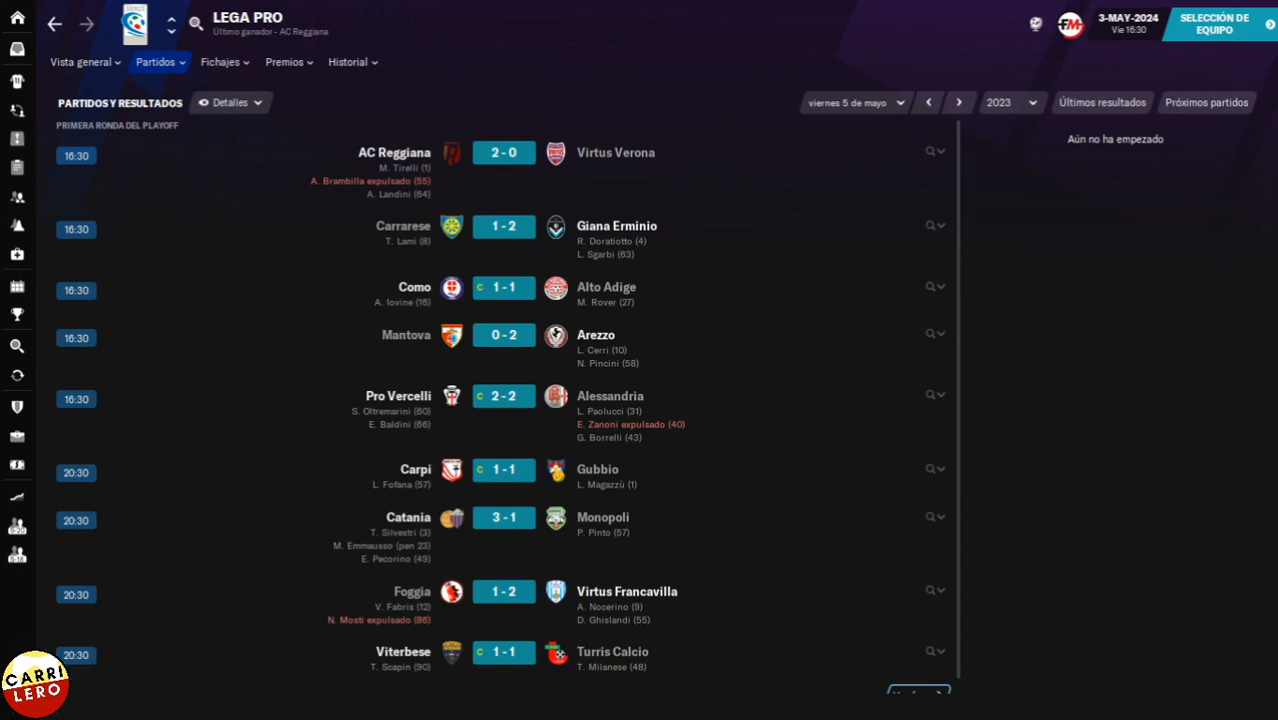 LEGA PRO
Último ganador - AC Reggiana
3-MAY-2024
Vie 16:30
SELECCIÓN DE
EQUIPO
Vista general
Partidos
Fichajes
Premios
Historial
PARTIDOS Y RESULTADOS
Detalles
viernes 5 de mayo
2023
Últimos resultados
Próximos partidos
PRIMERA RONDA DEL PLAYOFF
Aún no ha empezado
16:30 AC Reggiana 2 - 0 Virtus Verona
M. Tirelli (1)
A. Brambilla expulsado (55)
A. Landini (64)
16:30 Carrarese 1 - 2 Giana Erminio
T. Lami (8) R. Doratiotto (4)
L. Sgarbi (63)
16:30 Como C 1 - 1 Alto Adige
A. Iovine (16) M. Rover (27)
16:30 Mantova 0 - 2 Arezzo
L. Cerri (10)
N. Pincini (58)
16:30 Pro Vercelli C 2 - 2 Alessandria
S. Oltremarini (60) L. Paolucci (31)
E. Baldini (66) E. Zanoni expulsado (40)
G. Borrelli (43)
20:30 Carpi C 1 - 1 Gubbio
L. Fofana (57) L. Magazzù (1)
20:30 Catania 3 - 1 Monopoli
T. Silvestri (3) P. Pinto (57)
M. Emmausso (pen 23)
E. Pecorino (49)
20:30 Foggia 1 - 2 Virtus Francavilla
V. Fabris (12) A. Nocerino (9)
N. Mosti expulsado (86) D. Ghislandi (55)
20:30 Viterbese C 1 - 1 Turris Calcio
T. Scapin (90) T. Milanese (48)
CARRI
LERO